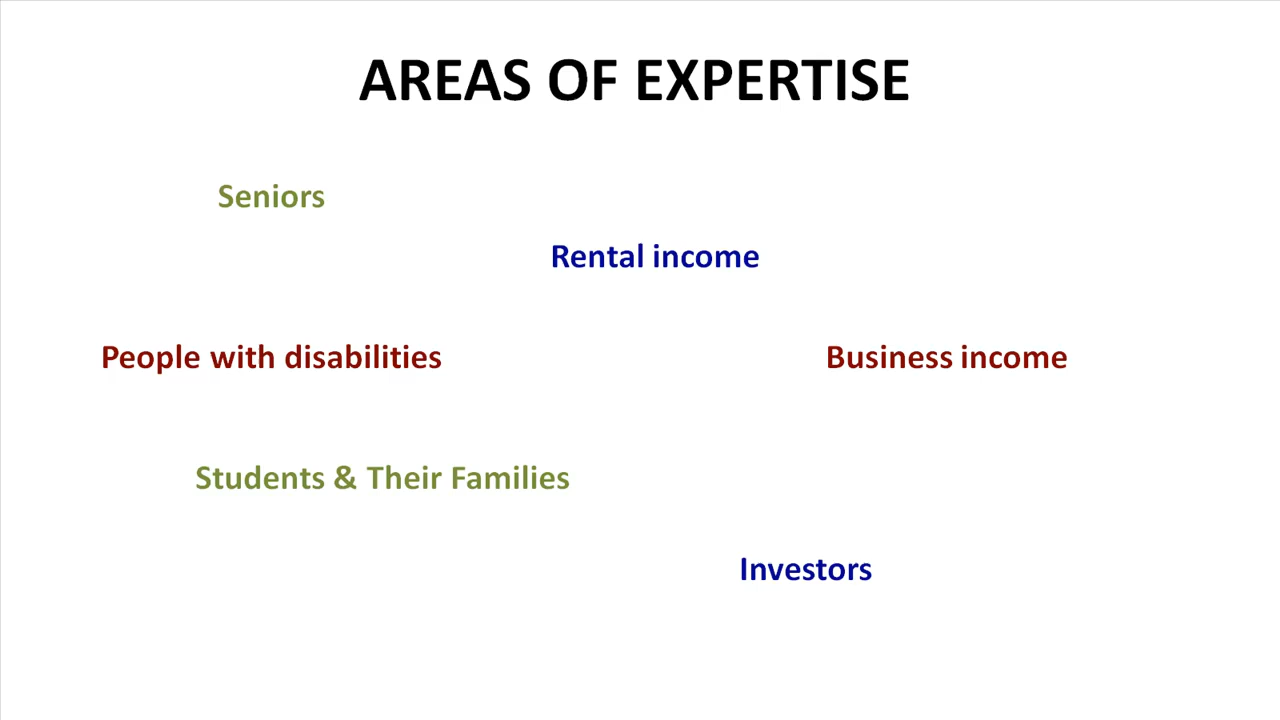 AREAS OF EXPERTISE
Seniors
Rental income
People with disabilities
Business income
Students & Their Families
Investors